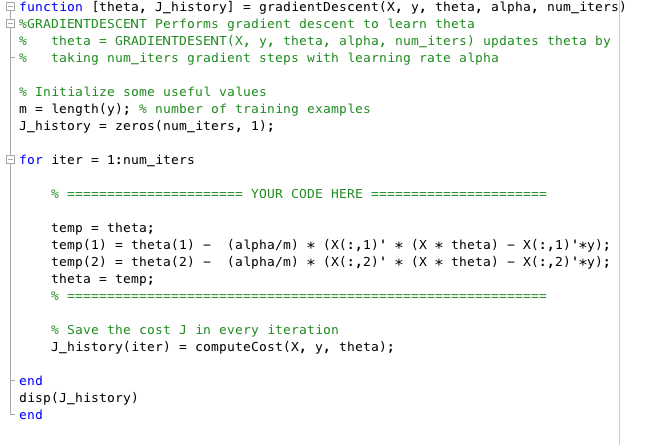 function [theta, J_history] = gradientDescent(X, y, theta, alpha, num_iters)
%GRADIENTDESCENT Performs gradient descent to learn theta
%   theta = GRADIENTDESENT(X, y, theta, alpha, num_iters) updates theta by
%   taking num_iters gradient steps with learning rate alpha

% Initialize some useful values
m = length(y); % number of training examples
J_history = zeros(num_iters, 1);

for iter = 1:num_iters

    % ====================== YOUR CODE HERE ======================

    temp = theta;
    temp(1) = theta(1) -  (alpha/m) * (X(:,1)' * (X * theta) - X(:,1)'*y);
    temp(2) = theta(2) -  (alpha/m) * (X(:,2)' * (X * theta) - X(:,2)'*y);
    theta = temp;
    % ============================================================

    % Save the cost J in every iteration
    J_history(iter) = computeCost(X, y, theta);

end
disp(J_history)
end